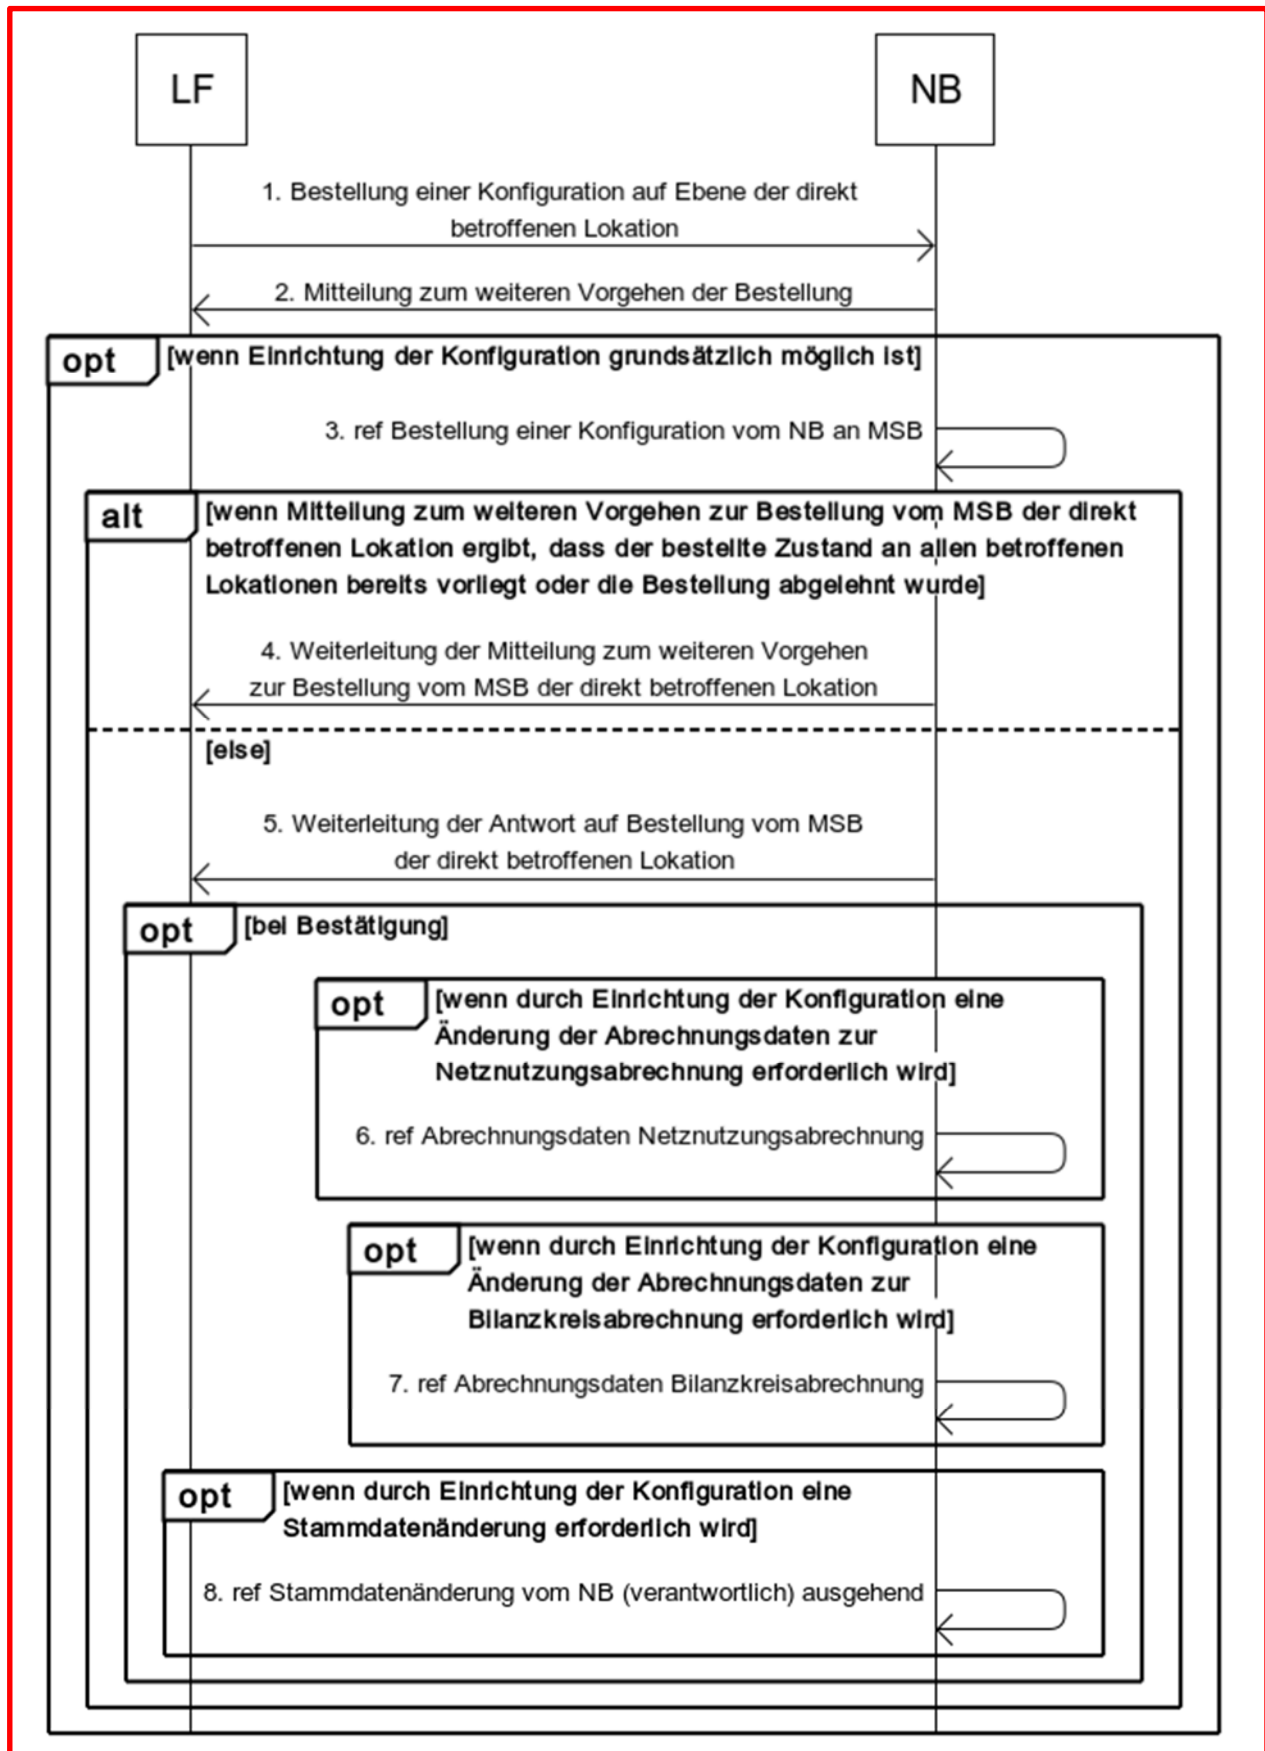 LF
NB
1. Bestellung einer Konfiguration auf Ebene der direkt
betroffenen Lokation
2. Mitteilung zum weiteren Vorgehen der Bestellung
opt
[wenn Einrichtung der Konfiguration grundsätzlich möglich ist]
3. ref Bestellung einer Konfiguration vom NB an MSB
alt
[wenn Mitteilung zum weiteren Vorgehen zur Bestellung vom MSB der direkt
betroffenen Lokation ergibt, dass der bestellte Zustand an allen betroffenen
Lokationen bereits vorliegt oder die Bestellung abgelehnt wurde]
4. Weiterleitung der Mitteilung zum weiteren Vorgehen
zur Bestellung vom MSB der direkt betroffenen Lokation
[else]
5. Weiterleitung der Antwort auf Bestellung vom MSB
der direkt betroffenen Lokation
opt
[bei Bestätigung]
opt
[wenn durch Einrichtung der Konfiguration eine
Änderung der Abrechnungsdaten zur
Netznutzungsabrechnung erforderlich wird]
6. ref Abrechnungsdaten Netznutzungsabrechnung
opt
[wenn durch Einrichtung der Konfiguration eine
Änderung der Abrechnungsdaten zur
Bilanzkreisabrechnung erforderlich wird]
7. ref Abrechnungsdaten Bilanzkreisabrechnung
opt
[wenn durch Einrichtung der Konfiguration eine
Stammdatenänderung erforderlich wird]
8. ref Stammdatenänderung vom NB (verantwortlich) ausgehend